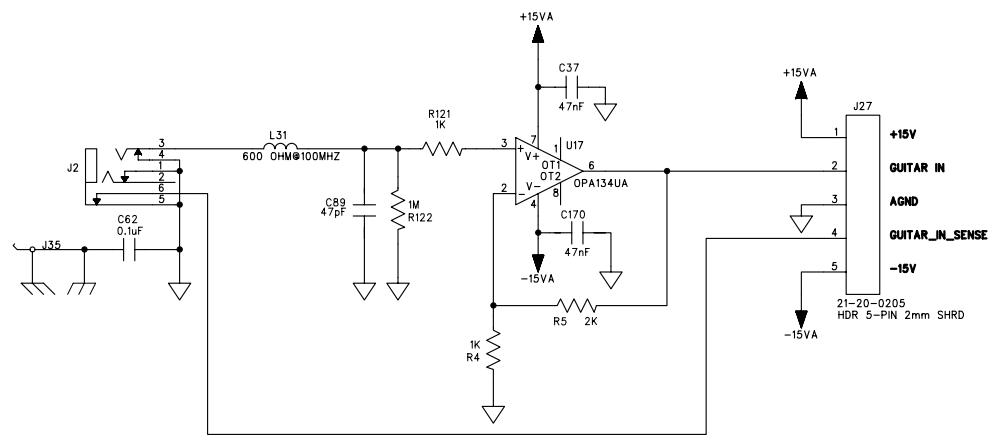 +15VA
C37
47nF
+15VA
J27
R121
1K
L31
600 OHM@100MHZ
3
4
1
2
6
5
J2
3
7
1
U17
+
V+
OT1
OT2
6
OPA134UA
2
-
V-
4
8
1
+15V
2
GUITAR IN
3
AGND
4
GUITAR_IN_SENSE
5
-15V
C89
47pF
1M
R122
C62
0.1uF
J35
C170
47nF
-15VA
R5 2K
1K
R4
21-20-0205
HDR 5-PIN 2mm SHRD
-15VA